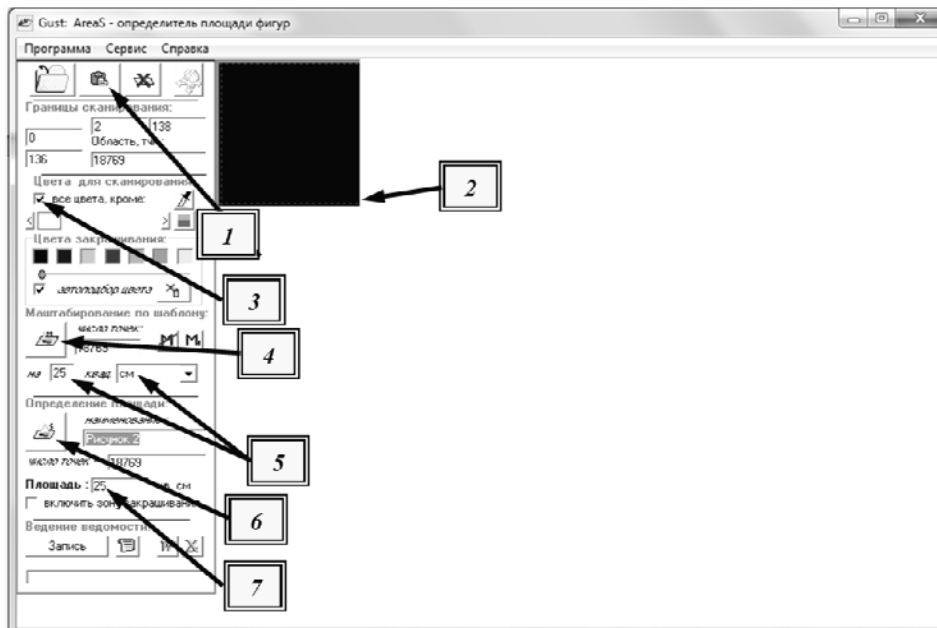 Gust: AreaS - определитель площади фигур
Программа Сервис Справка
Границы сканирования:
2 138
0 Область, тчк:
136 18769
Цвета для сканирования
все цвета, кроме:
Цвета закрашивания:
автоподбор цвета
Маштабирование по шаблону:
число точек:
18769
на 25 квад см
Определение площади:
наименование
Рисунок 2
число точек 18769
Площадь : 25 см
включить зону закрашивания
Ведение ведомости:
Запись
1
2
3
4
5
6
7